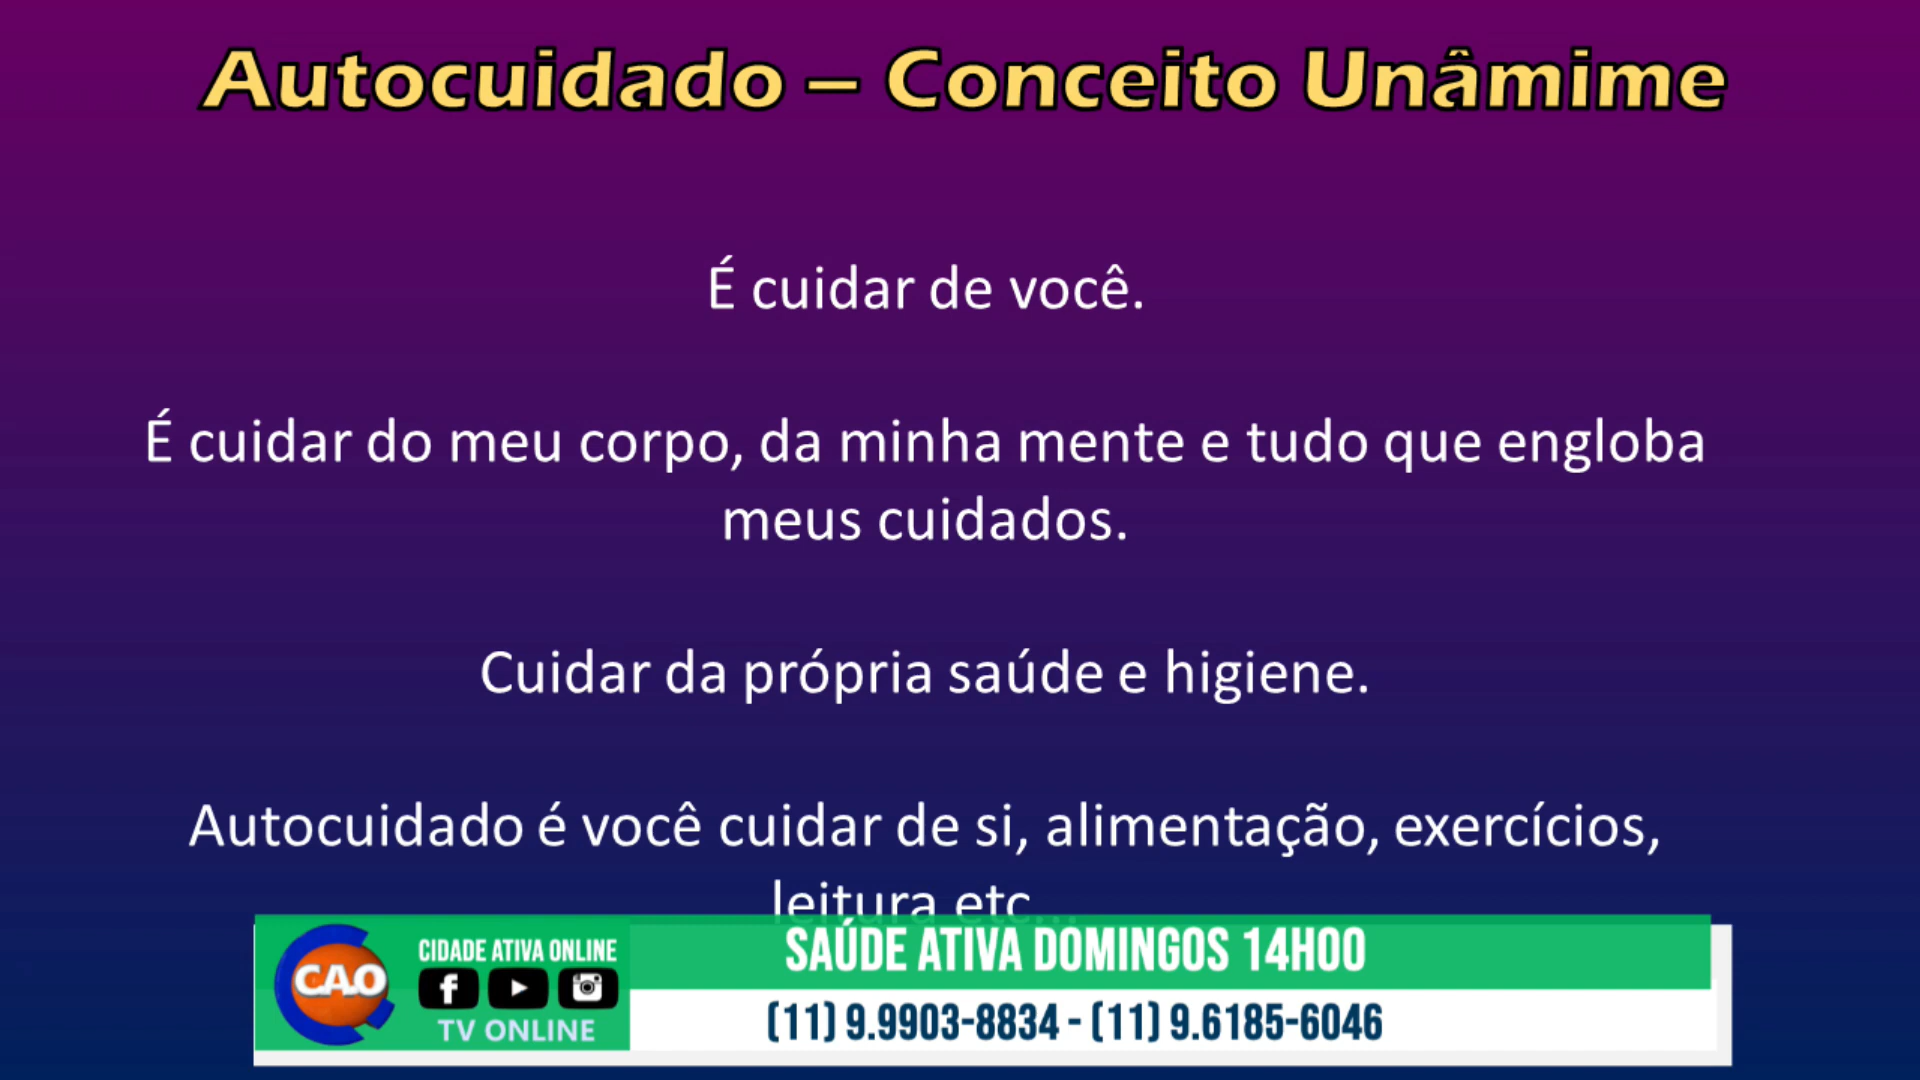 Autocuidado – Conceito Unâmime
É cuidar de você.
É cuidar do meu corpo, da minha mente e tudo que engloba
meus cuidados.
Cuidar da própria saúde e higiene.
Autocuidado é você cuidar de si, alimentação, exercícios,
leitura etc...
CAO
CIDADE ATIVA ONLINE
TV ONLINE
SAÚDE ATIVA DOMINGOS 14H00
(11) 9.9903-8834 - (11) 9.6185-6046